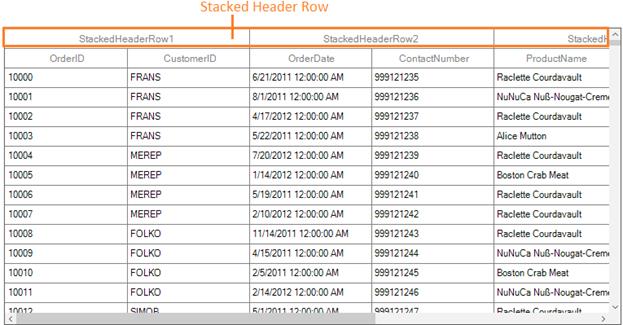 Stacked Header Row
StackedHeaderRow1 StackedHeaderRow2 StackedH
OrderID CustomerID OrderDate ContactNumber ProductName
10000 FRANS 6/21/2011 12:00:00 AM 999121235 Raclette Courdavault
10001 FRANS 8/1/2011 12:00:00 AM 999121236 NuNuCa Nuß-Nougat-Creme
10002 FRANS 4/17/2012 12:00:00 AM 999121237 Raclette Courdavault
10003 FRANS 5/22/2011 12:00:00 AM 999121238 Alice Mutton
10004 MEREP 7/20/2012 12:00:00 AM 999121239 Raclette Courdavault
10005 MEREP 1/14/2012 12:00:00 AM 999121240 Boston Crab Meat
10006 MEREP 5/19/2011 12:00:00 AM 999121241 Raclette Courdavault
10007 MEREP 2/10/2012 12:00:00 AM 999121242 Raclette Courdavault
10008 FOLKO 11/14/2011 12:00:00 AM 999121243 Raclette Courdavault
10009 FOLKO 4/15/2011 12:00:00 AM 999121244 NuNuCa Nuß-Nougat-Creme
10010 FOLKO 2/5/2011 12:00:00 AM 999121245 Boston Crab Meat
10011 FOLKO 2/14/2012 12:00:00 AM 999121246 NuNuCa Nuß-Nougat-Creme
10012 SIMOB 5/1/2011 12:00:00 AM 999121247 Raclette Courdavault